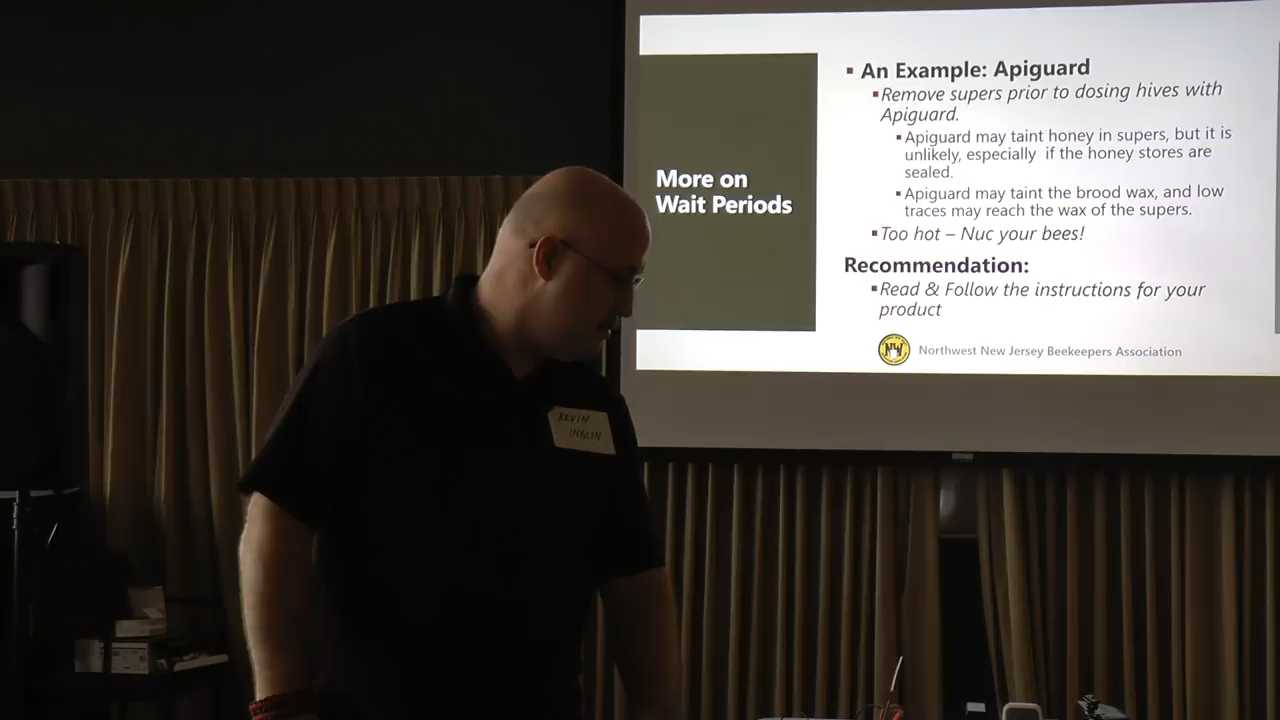 More on
Wait Periods
An Example: Apiguard
Remove supers prior to dosing hives with
Apiguard.
Apiguard may taint honey in supers, but it is
unlikely, especially if the honey stores are
sealed.
Apiguard may taint the brood wax, and low
traces may reach the wax of the supers.
Too hot – Nuc your bees!
Recommendation:
Read & Follow the instructions for your
product
NW
Northwest New Jersey Beekeepers Association
KEVIN
INGLIN